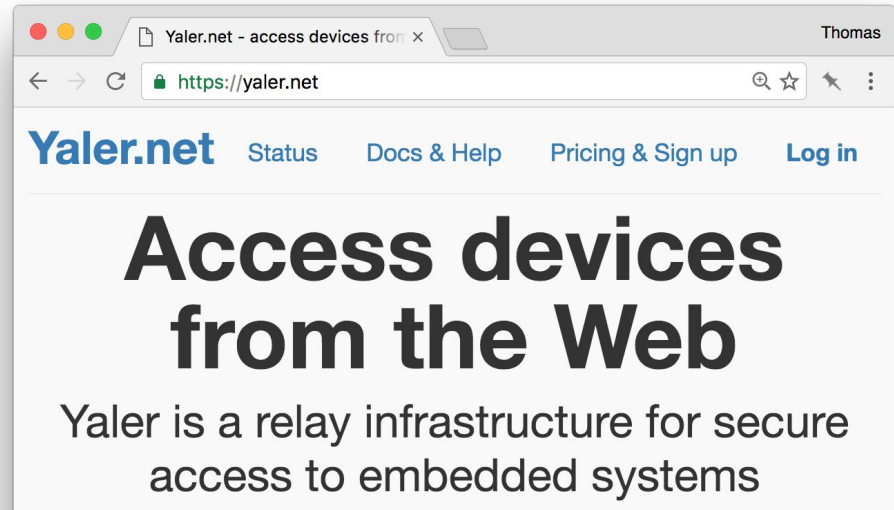 Yaler.net - access devices from
Thomas
https://yaler.net
Yaler.net Status Docs & Help Pricing & Sign up Log in
Access devices
from the Web
Yaler is a relay infrastructure for secure
access to embedded systems